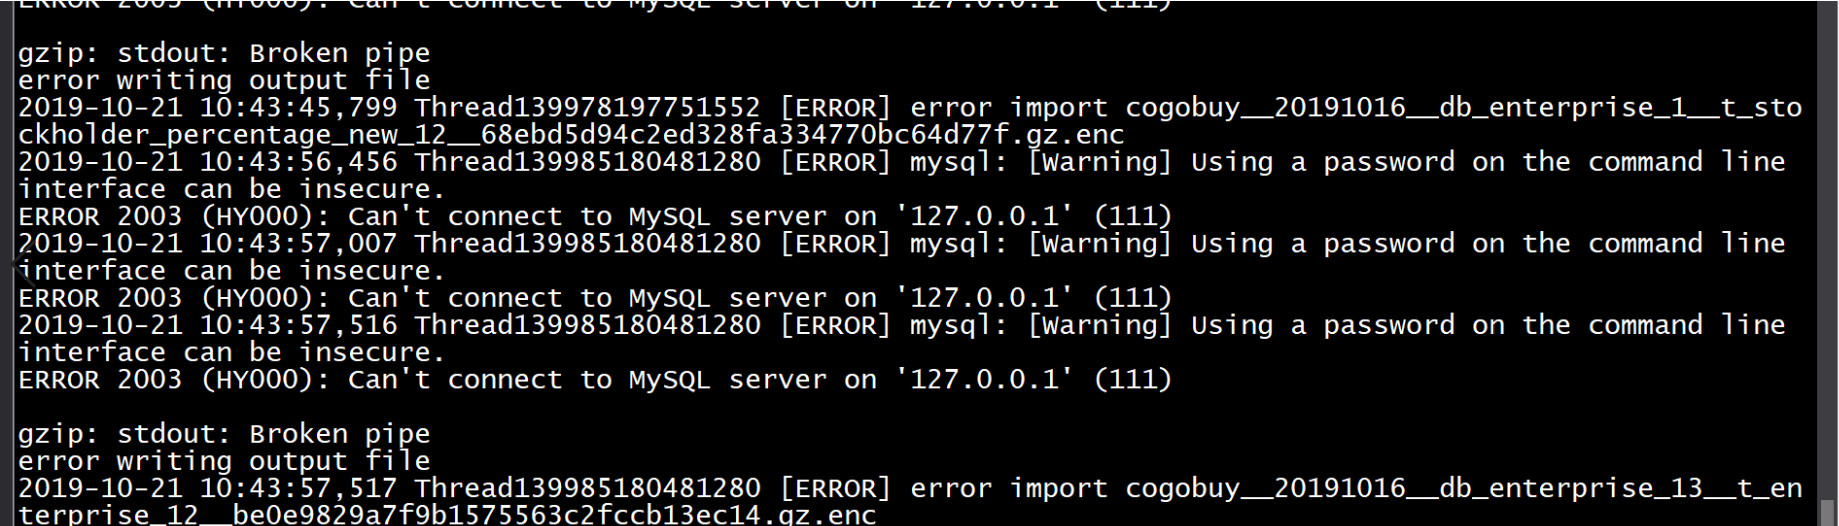 ERROR 2003 (HY000): Can't connect to MySQL server on '127.0.0.1' (111)
gzip: stdout: Broken pipe
error writing output file
2019-10-21 10:43:45,799 Thread139978197751552 [ERROR] error import cogobuy__20191016__db_enterprise_1__t_sto
ckholder_percentage_new_12__68ebd5d94c2ed328fa334770bc64d77f.gz.enc
2019-10-21 10:43:56,456 Thread139985180481280 [ERROR] mysql: [Warning] Using a password on the command line
interface can be insecure.
ERROR 2003 (HY000): Can't connect to MySQL server on '127.0.0.1' (111)
2019-10-21 10:43:57,007 Thread139985180481280 [ERROR] mysql: [Warning] Using a password on the command line
interface can be insecure.
ERROR 2003 (HY000): Can't connect to MySQL server on '127.0.0.1' (111)
2019-10-21 10:43:57,516 Thread139985180481280 [ERROR] mysql: [Warning] Using a password on the command line
interface can be insecure.
ERROR 2003 (HY000): Can't connect to MySQL server on '127.0.0.1' (111)
gzip: stdout: Broken pipe
error writing output file
2019-10-21 10:43:57,517 Thread139985180481280 [ERROR] error import cogobuy__20191016__db_enterprise_13__t_en
terprise_12__be0e9829a7f9b1575563c2fccb13ec14.gz.enc